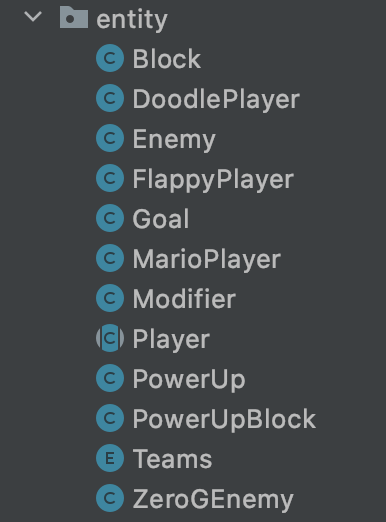 entity
C Block
C DoodlePlayer
C Enemy
C FlappyPlayer
C Goal
C MarioPlayer
C Modifier
C Player
C PowerUp
C PowerUpBlock
E Teams
C ZeroGEnemy